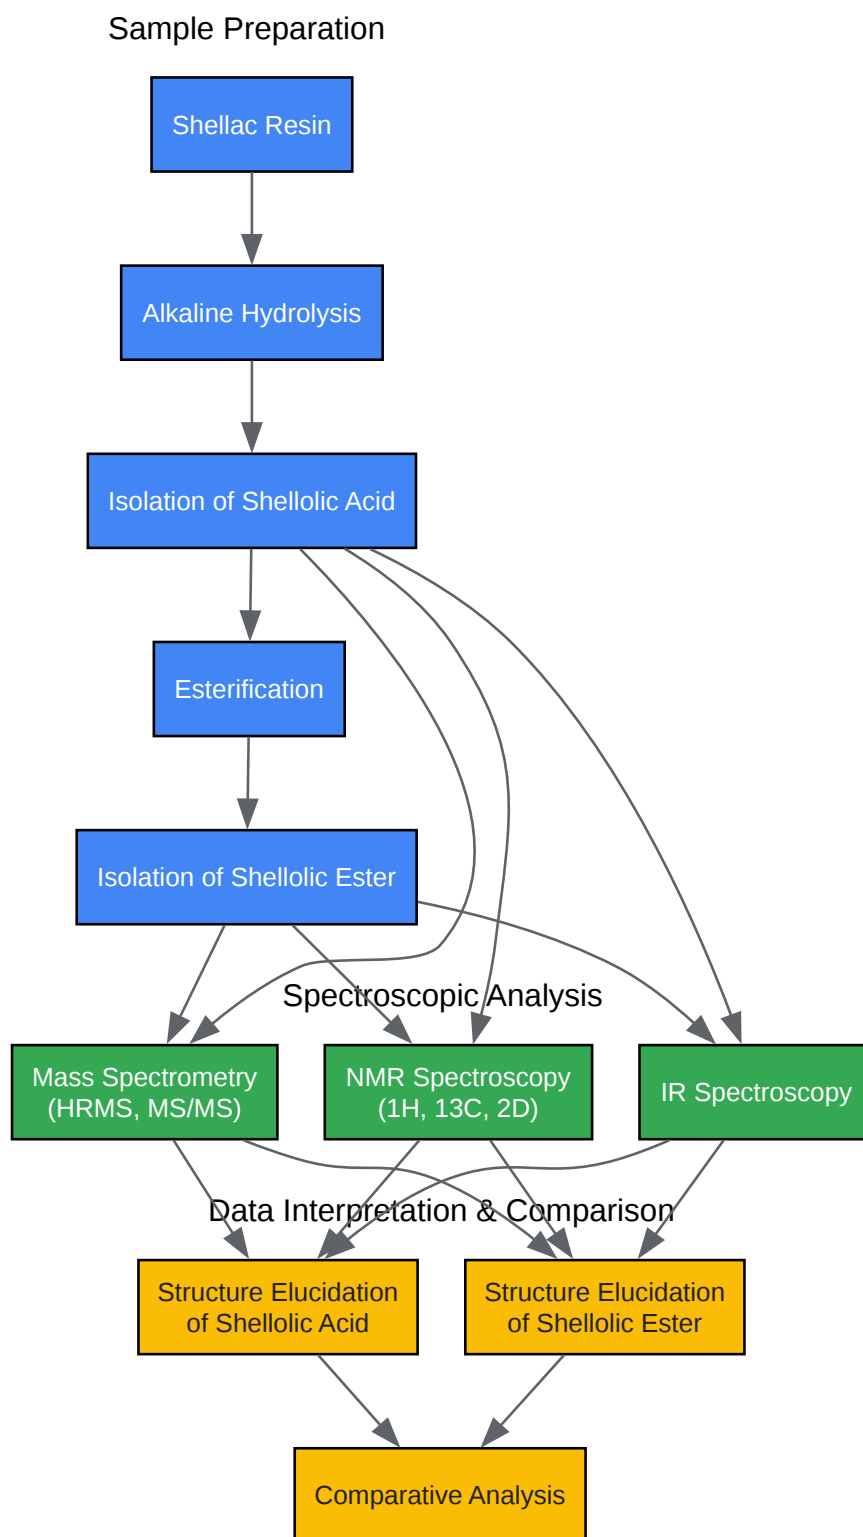 Sample Preparation
Shellac Resin
Alkaline Hydrolysis
Isolation of Shellolic Acid
Esterification
Isolation of Shellolic Ester
Spectroscopic Analysis
Mass Spectrometry
(HRMS, MS/MS)
NMR Spectroscopy
(1H, 13C, 2D)
IR Spectroscopy
Data Interpretation & Comparison
Structure Elucidation
of Shellolic Acid
Structure Elucidation
of Shellolic Ester
Comparative Analysis